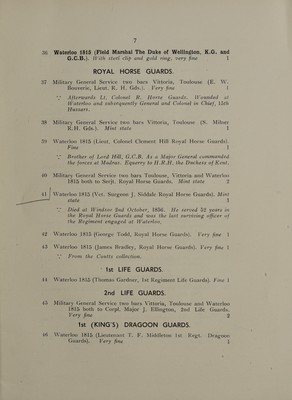 7
36 Waterloo 1815 (Field Marshal The Duke of Wellington, K.G. and
G.C.B.). With steel clip and gold ring, very fine 1
ROYAL HORSE GUARDS.
37 Military General Service two bars Vittoria, Toulouse (E. W.
Bouverie, Lieut. R. H. Gds.). Very fine 1
*** Afterwards Lt. Colonel R. Horse Guards. Wounded at
Waterloo and subsequently General and Colonel in Chief, 15th
Hussars.
38 Military General Service two bars Vittoria, Toulouse (S. Milner
R.H. Gds.). Mint state 1
39 Waterloo 1815 (Lieut. Colonel Clement Hill Royal Horse Guards).
Fine 1
*** Brother of Lord Hill, G.C.B. As a Major General commanded
the forces at Madras. Equerry to H.R.H. the Duchess of Kent.
40 Military General Service two bars Toulouse, Vittoria and Waterloo
1815 both to Serjt. Royal Horse Guards. Mint state 2
41 Waterloo 1815 (Vet. Surgeon J. Siddale Royal Horse Guards). Mint
state 1
*** Died at Windsor 2nd October, 1856. He served 52 years in
the Royal Horse Guards and was the last surviving officer of
the Regiment engaged at Waterloo.
42 Waterloo 1815 (George Todd, Royal Horse Guards). Very fine 1
43 Waterloo 1815 (James Bradley, Royal Horse Guards). Very fine 1
*** From the Coutts collection.
1st LIFE GUARDS.
44 Waterloo 1815 (Thomas Gardner, 1st Regiment Life Guards). Fine 1
2nd LIFE GUARDS.
45 Military General Service two bars Vittoria, Toulouse and Waterloo
1815 both to Corpl. Major J. Ellington, 2nd Life Guards.
Very fine 2
1st (KING'S) DRAGOON GUARDS.
46 Waterloo 1815 (Lieutenant T. F. Middleton 1st Regt. Dragoon
Guards). Very fine 1